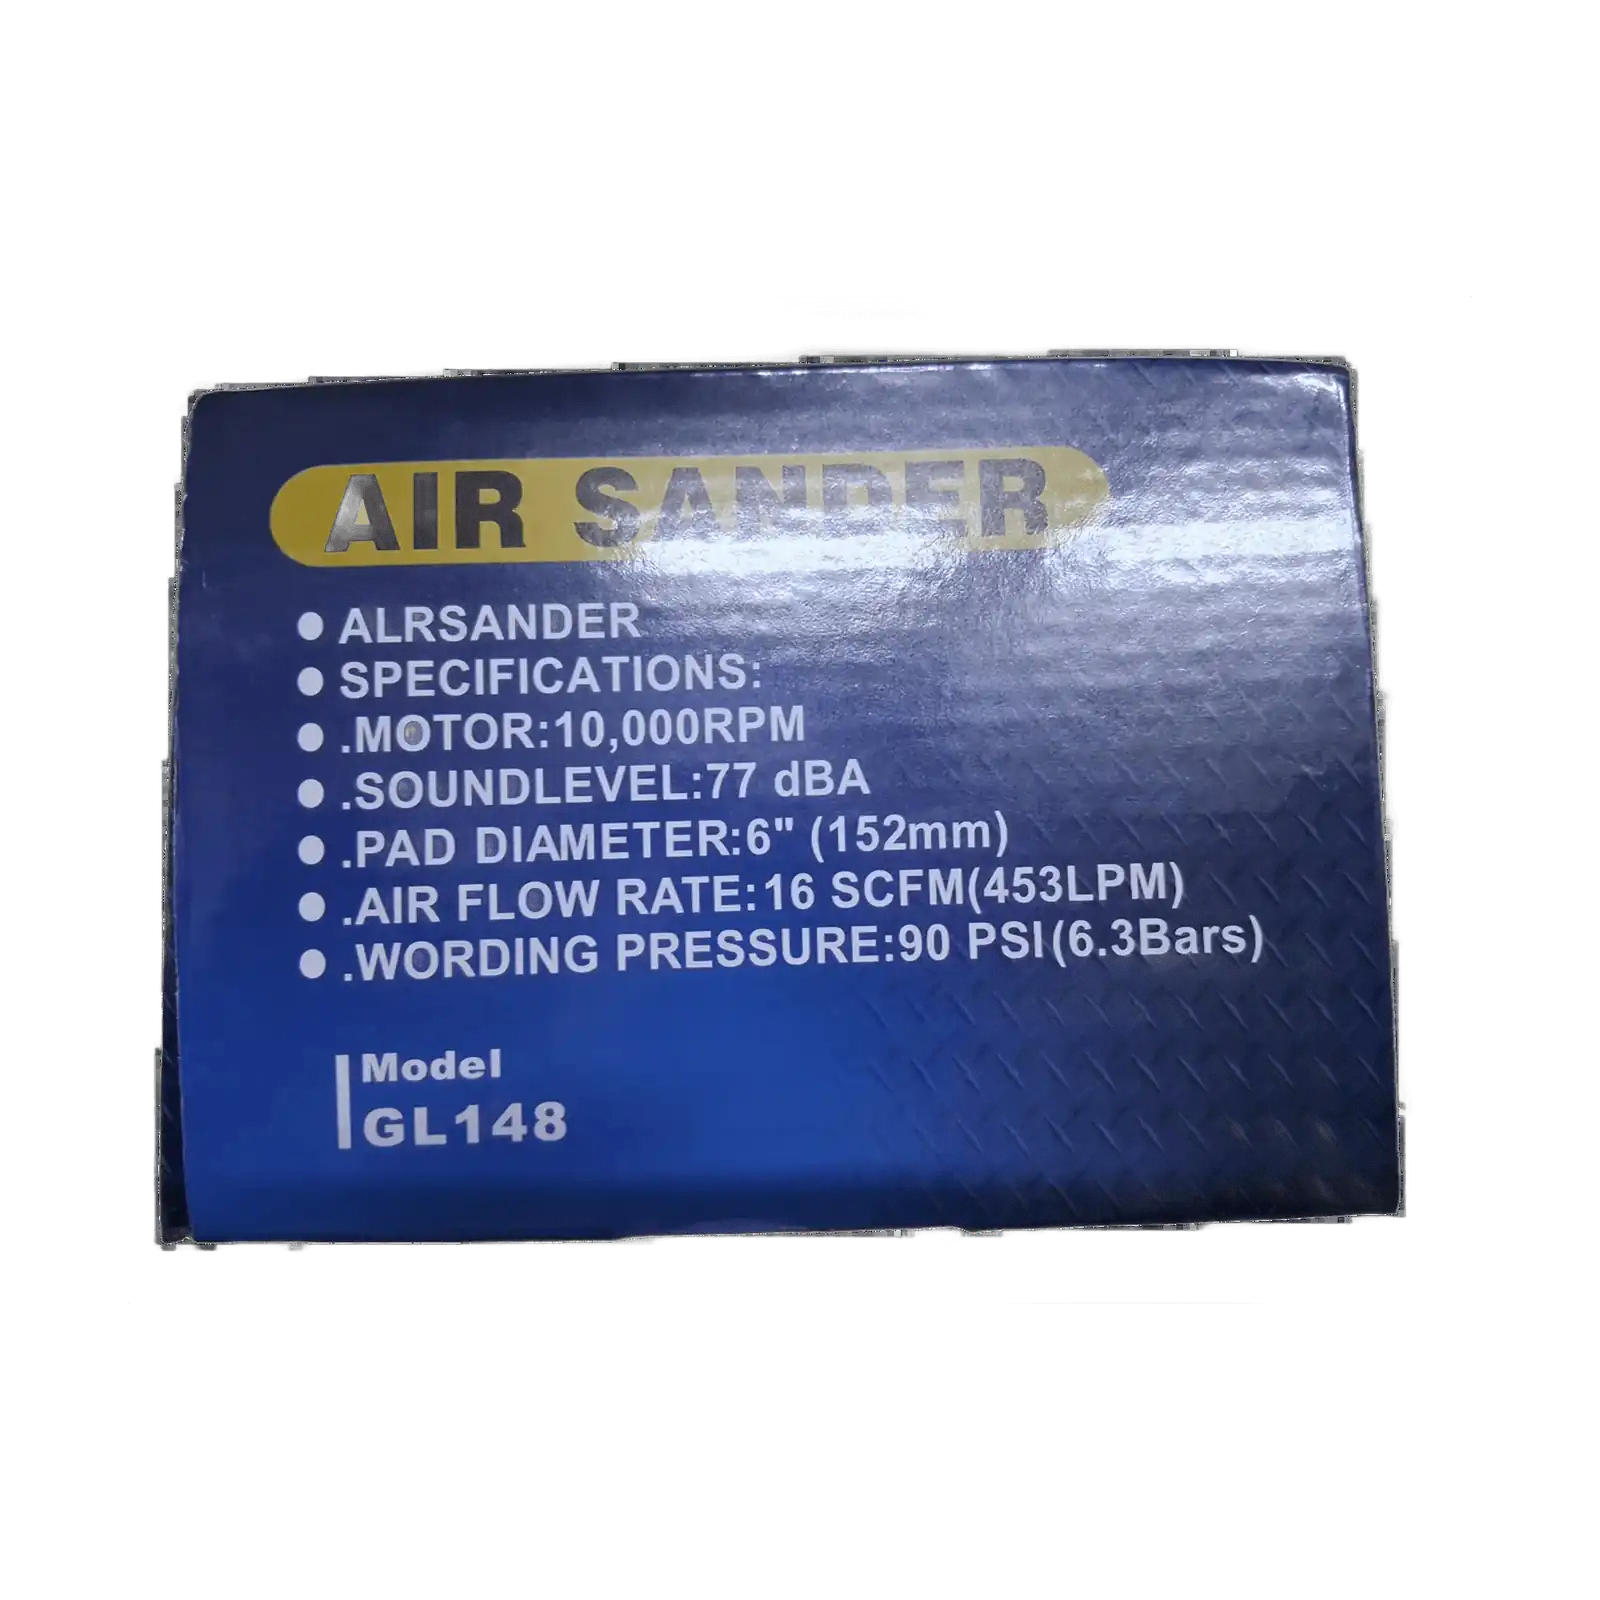 AIR SANDER
● ALRSANDER
● SPECIFICATIONS:
● .MOTOR:10,000RPM
● .SOUNDLEVEL:77 dBA
● .PAD DIAMETER:6" (152mm)
● .AIR FLOW RATE:16 SCFM(453LPM)
● .WORDING PRESSURE:90 PSI(6.3Bars)
Model
GL148